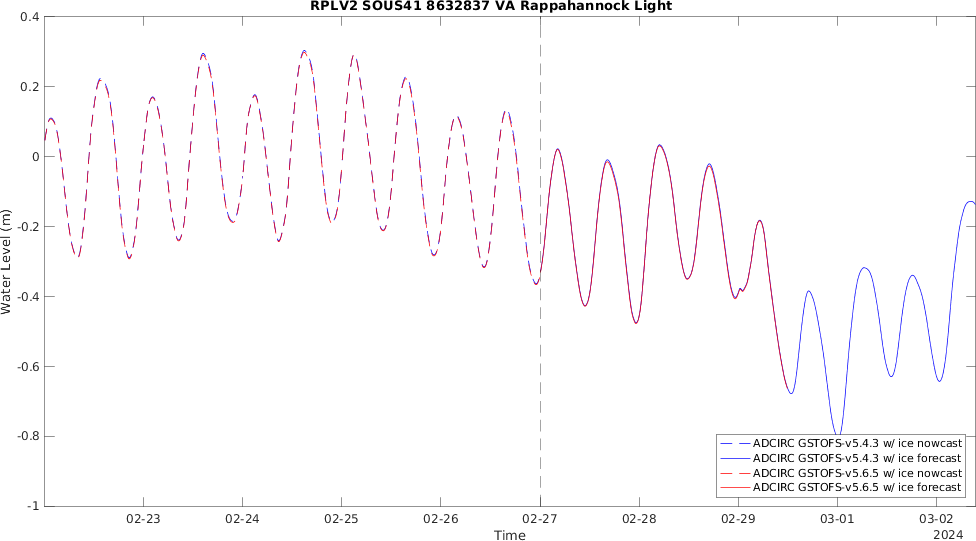 RPLV2 SOUS41 8632837 VA Rappahannock Light
0.4
0.2
0
-0.2
-0.4
-0.6
-0.8
-1
Water Level (m)
ADCIRC GSTOFS-v5.4.3 w/ ice nowcast
ADCIRC GSTOFS-v5.4.3 w/ ice forecast
ADCIRC GSTOFS-v5.6.5 w/ ice nowcast
ADCIRC GSTOFS-v5.6.5 w/ ice forecast
02-23 02-24 02-25 02-26 02-27 02-28 02-29 03-01 03-02
Time
2024